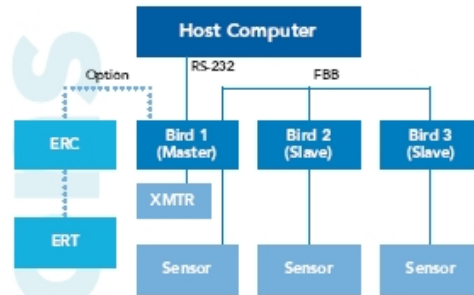 Host Computer
RS-232
Option
FBB
ERC
Bird 1
(Master)
Bird 2
(Slave)
Bird 3
(Slave)
XMTR
ERT
Sensor
Sensor
Sensor